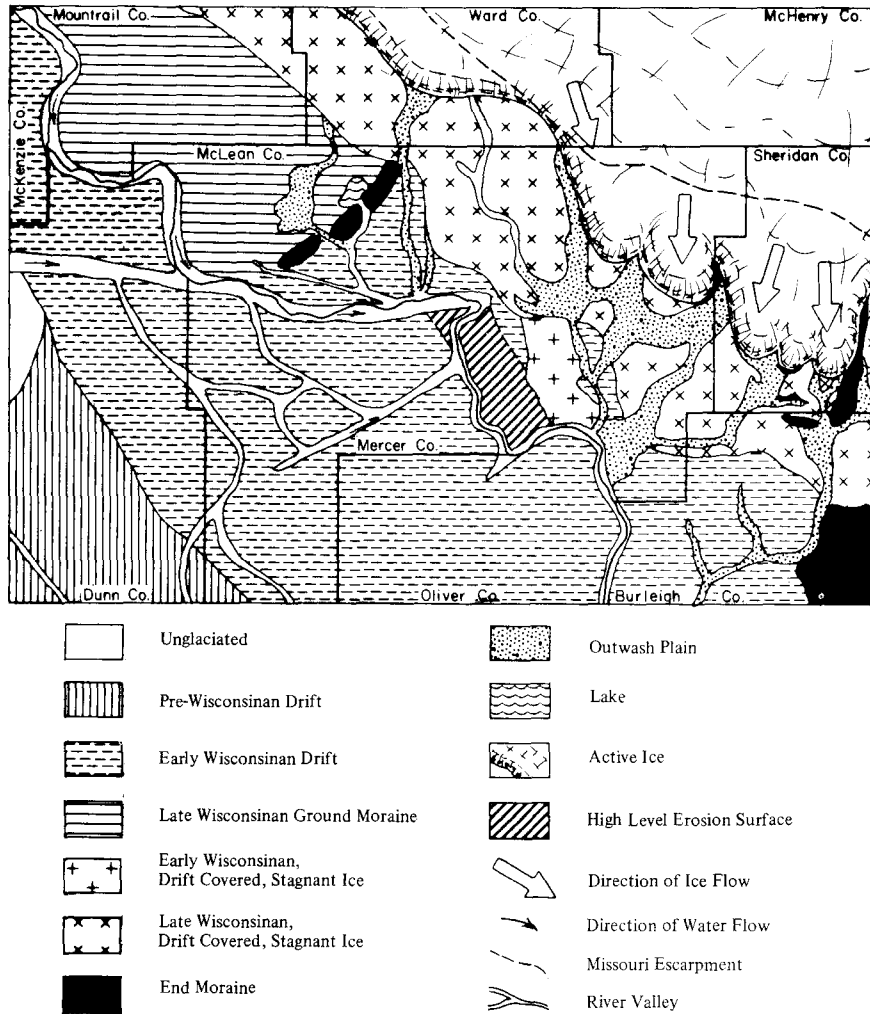 Mountrail Co.
Ward Co.
McHenry Co.
McKenzie Co.
McLean Co.
Sheridan Co.
Mercer Co.
Dunn Co.
Oliver Co.
Burleigh Co.
Unglaciated
Pre-Wisconsinan Drift
Early Wisconsinan Drift
Late Wisconsinan Ground Moraine
Early Wisconsinan,
Drift Covered, Stagnant Ice
Late Wisconsinan,
Drift Covered, Stagnant Ice
End Moraine
Outwash Plain
Lake
Active Ice
High Level Erosion Surface
Direction of Ice Flow
Direction of Water Flow
Missouri Escarpment
River Valley